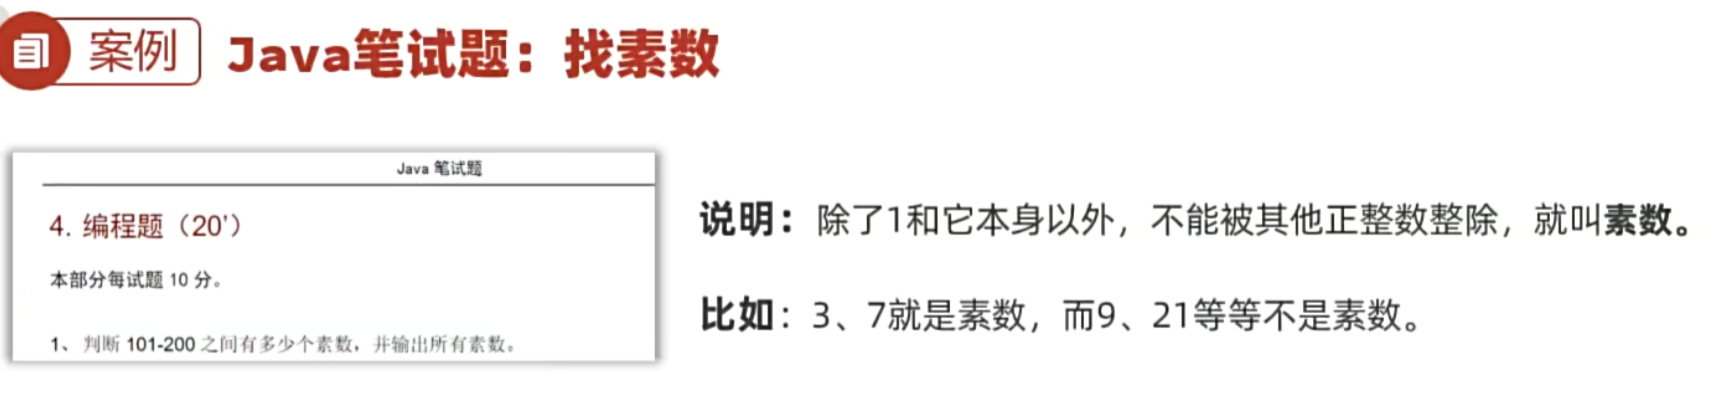 案例 Java笔试题：找素数
Java 笔试题
4. 编程题（20'）
本部分每试题 10 分。
1、 判断 101-200 之间有多少个素数，并输出所有素数。
说明：除了1和它本身以外，不能被其他正整数整除，就叫素数。
比如：3、7就是素数，而9、21等等不是素数。